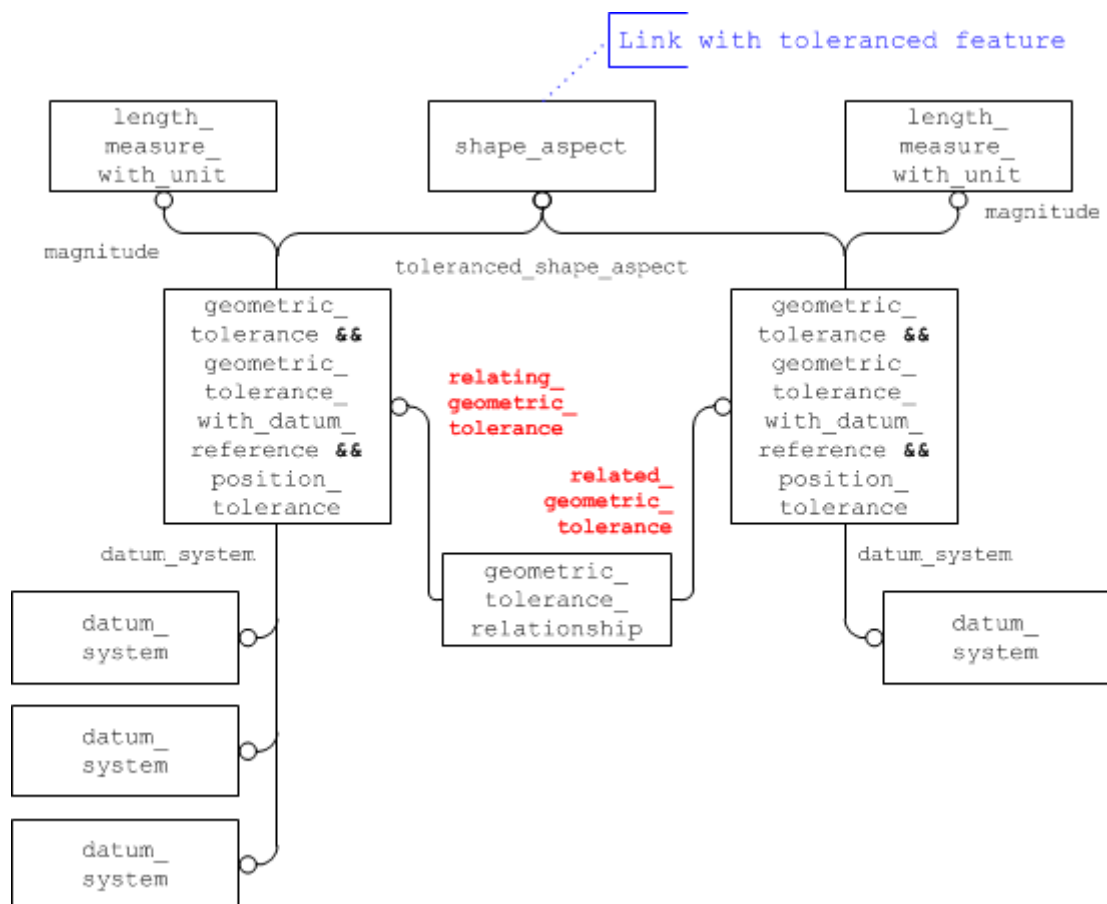 Link with toleranced feature
length_
measure_
with_unit
shape_aspect
length_
measure_
with_unit
magnitude
magnitude
toleranced_shape_aspect
geometric_
tolerance &&
geometric_
tolerance_
with_datum_
reference &&
position_
tolerance
relating_
geometric_
tolerance
related_
geometric_
tolerance
geometric_
tolerance &&
geometric_
tolerance_
with_datum_
reference &&
position_
tolerance
datum_system
datum_system
geometric_
tolerance_
relationship
datum_
system
datum_
system
datum_
system
datum_
system